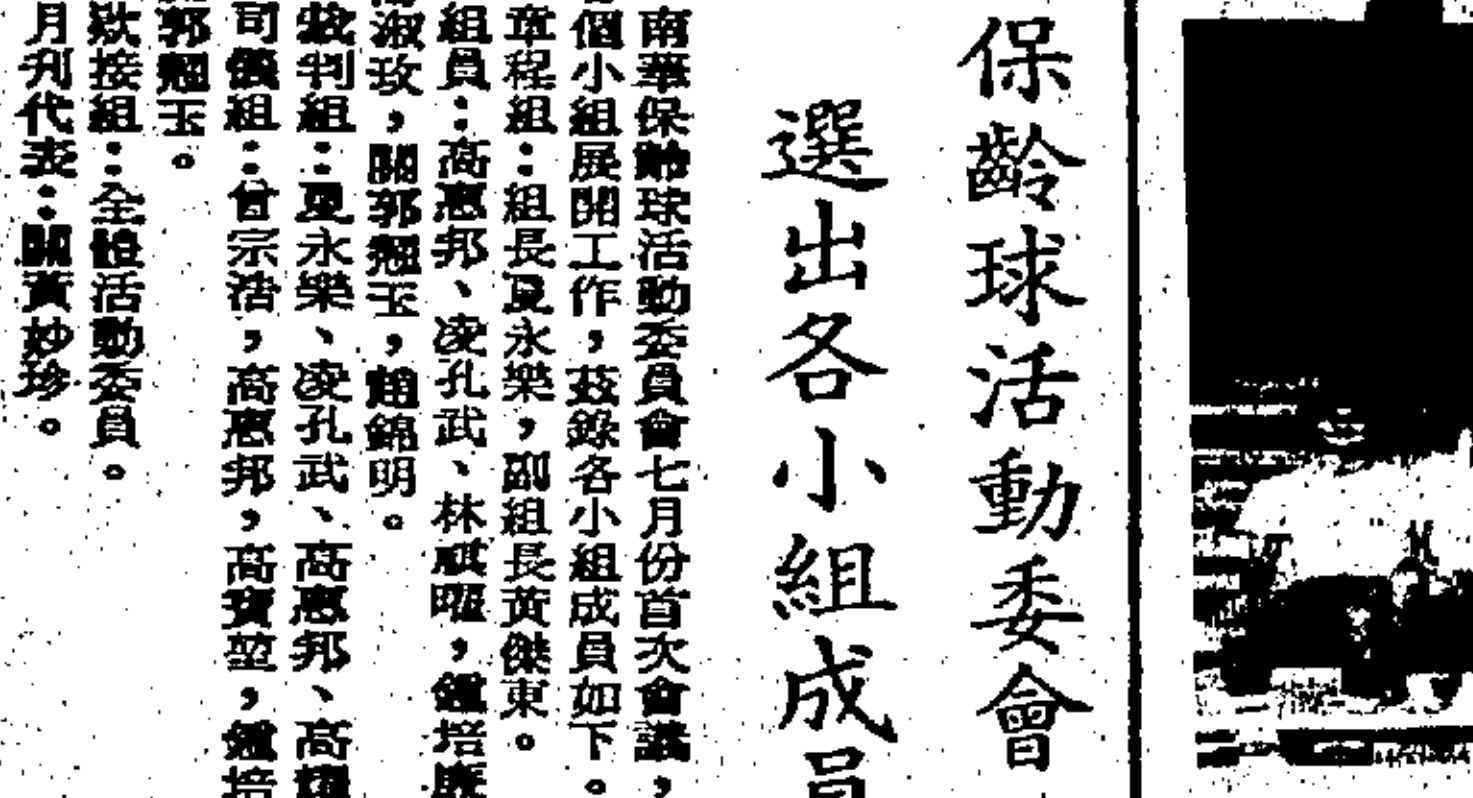 保齡球活動委會
選出各小組成員
南華保齡球活動委員會七月份首次會議，
個小組展開工作，茲錄各小組成員如下。
章程組：組長夏永樂，副組長黃傑東。
組員：高惠邦、凌孔武、林祺曜，鍾培
淑玫，關郭翹玉，趙錦明。
裁判組：夏永樂、凌孔武、高惠邦、高
司儀組：曾宗浩，高惠邦，高寶堃，鍾培
郭翹玉。
欵接組：全體活動委員。
月刋代表：關黃妙珍。